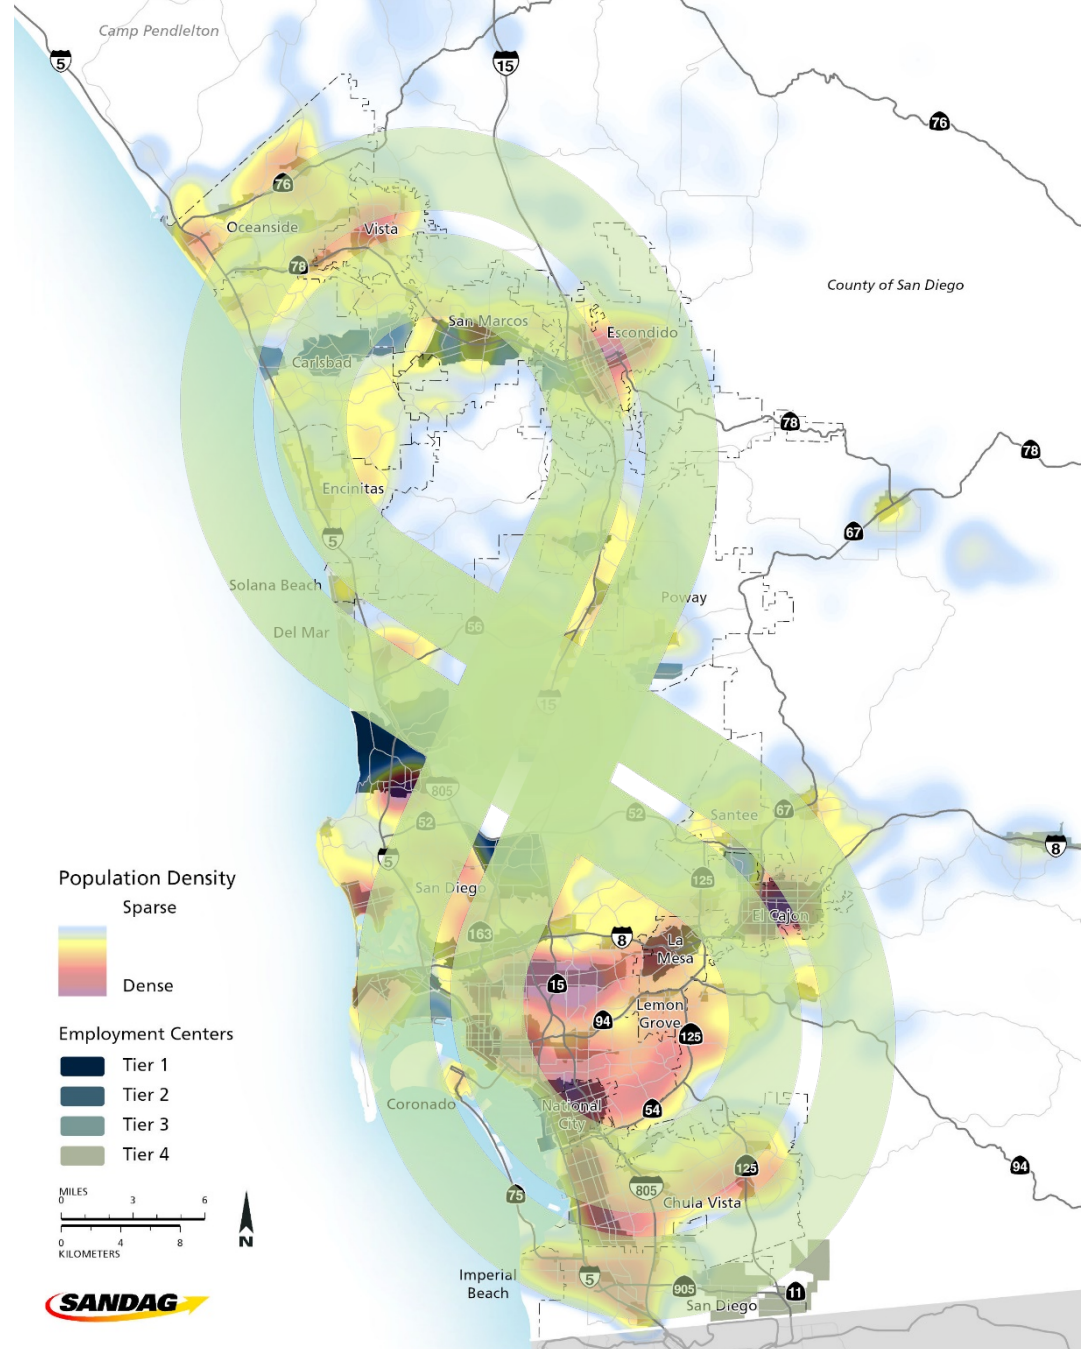 Camp Pendlelton
5
15
76
76
Oceanside
Vista
78
County of San Diego
San Marcos
Escondido
Carlsbad
78
78
Encinitas
67
5
Solana Beach
Poway
56
Del Mar
15
805
67
52
52
Santee
8
5
125
Population Density
San Diego
Sparse
El Cajon
163
8
La
Mesa
Dense
15
Lemon
Grove
94
125
Employment Centers
Tier 1
Tier 2
Coronado
National
City
54
Tier 3
Tier 4
125
94
75
805
MILES
0 3 6
Chula Vista
0 4 8
KILOMETERS
N
Imperial
Beach
5
905
11
San Diego
SANDAG